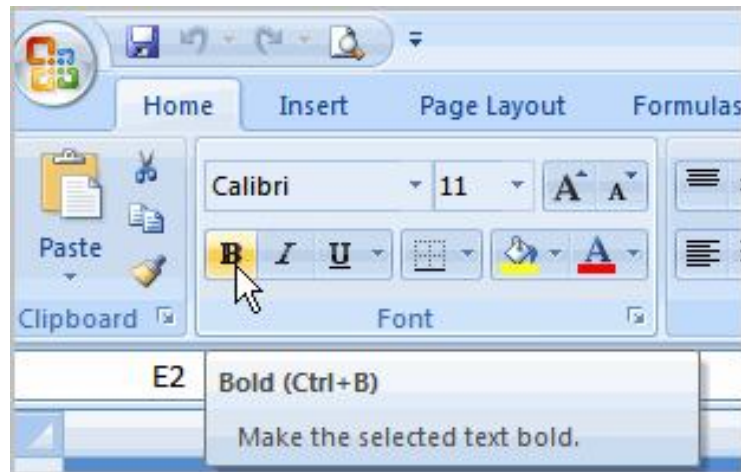 Home Insert Page Layout Formulas
Calibri 11 A A
Paste B I U A
Clipboard Font
E2
Bold (Ctrl+B)
Make the selected text bold.